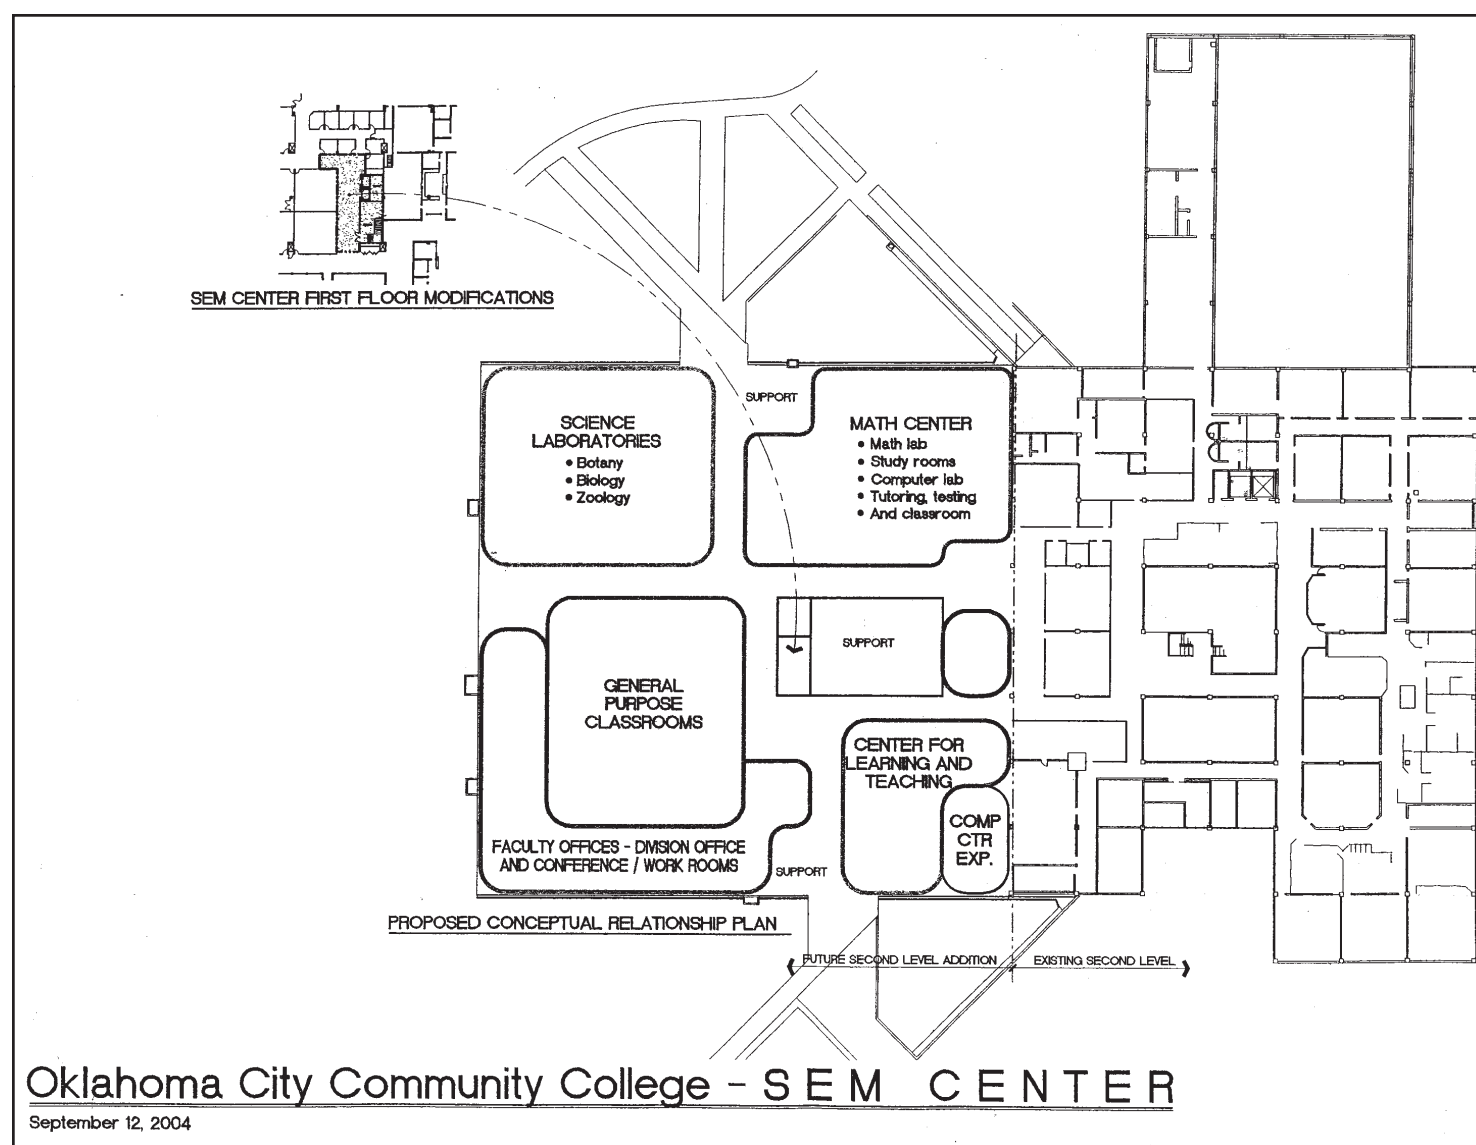 SEM CENTER FIRST FLOOR MODIFICATIONS
SUPPORT
SCIENCE
LABORATORIES
• Botany
• Biology
• Zoology
MATH CENTER
• Math lab
• Study rooms
• Computer lab
• Tutoring, testing
• And classroom
SUPPORT
GENERAL
PURPOSE
CLASSROOMS
CENTER FOR
LEARNING AND
TEACHING
COMP
CTR
EXP.
FACULTY OFFICES - DIVISION OFFICE
AND CONFERENCE / WORK ROOMS
SUPPORT
PROPOSED CONCEPTUAL RELATIONSHIP PLAN
FUTURE SECOND LEVEL ADDITION
EXISTING SECOND LEVEL
Oklahoma City Community College - SEM CENTER
September 12, 2004